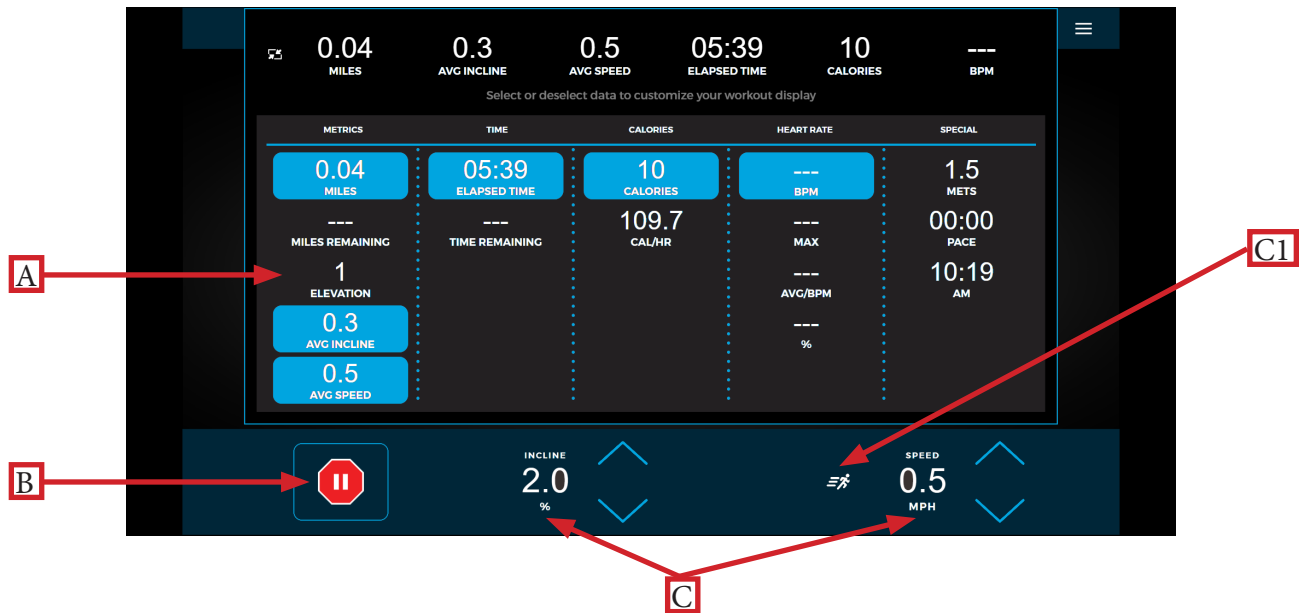 0.04 0.3 0.5 05:39 10 ---
MILES AVG INCLINE AVG SPEED ELAPSED TIME CALORIES BPM
Select or deselect data to customize your workout display
METRICS TIME CALORIES HEART RATE SPECIAL
0.04 05:39 10 --- 1.5
MILES ELAPSED TIME CALORIES BPM METS
--- --- 109.7 --- 00:00
MILES REMAINING TIME REMAINING CAL/HR MAX PACE
C1
A
1 --- 10:19
ELEVATION AVG/BPM AM
0.3 ---
AVG INCLINE %
0.5
AVG SPEED
INCLINE SPEED
B
2.0 0.5
% MPH
C